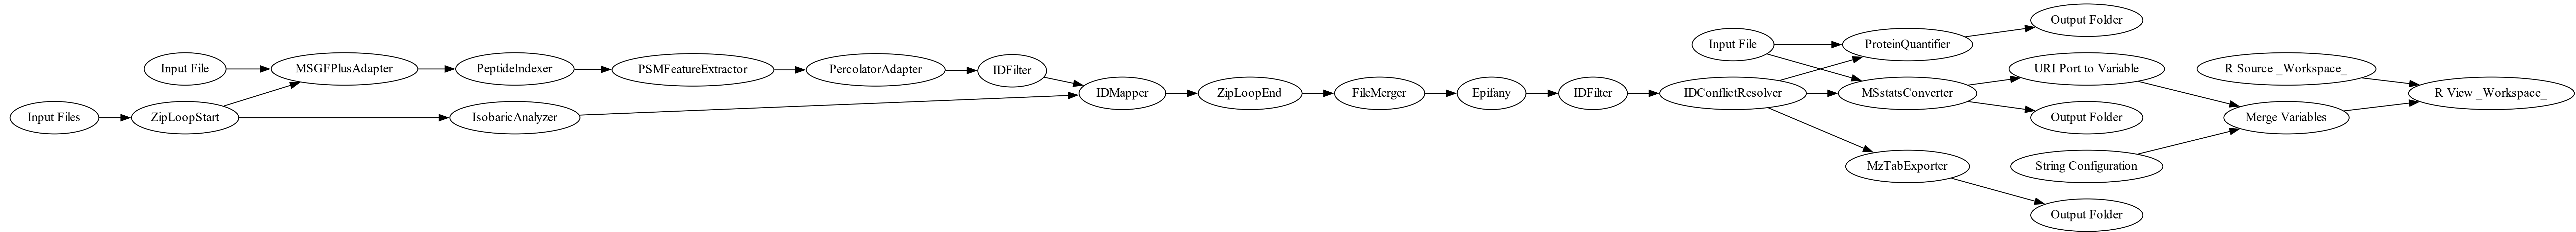 Input Files
ZipLoopStart
Input File
MSGFPlusAdapter
PeptideIndexer
PSMFeatureExtractor
PercolatorAdapter
IDFilter
IsobaricAnalyzer
IDMapper
ZipLoopEnd
FileMerger
Epifany
IDFilter
IDConflictResolver
Input File
ProteinQuantifier
Output Folder
MSstatsConverter
URI Port to Variable
Output Folder
MzTabExporter
Output Folder
String Configuration
Merge Variables
R Source _Workspace_
R View _Workspace_